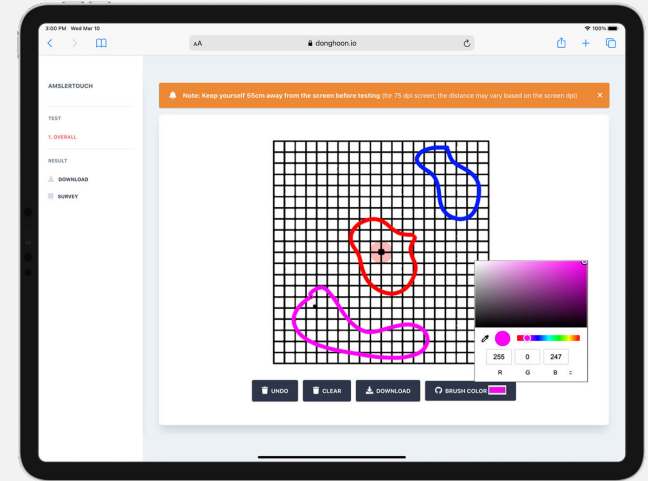 3:00 PM Wed Mar 10
100%
AA
donghoon.io
AMSLERTOUCH
Note: Keep yourself 55cm away from the screen before testing (for 75 dpi screen; the distance may vary based on the screen dpi)
TEST
1. OVERALL
RESULT
DOWNLOAD
SURVEY
255 0 247
R G B
UNDO
CLEAR
DOWNLOAD
BRUSH COLOR